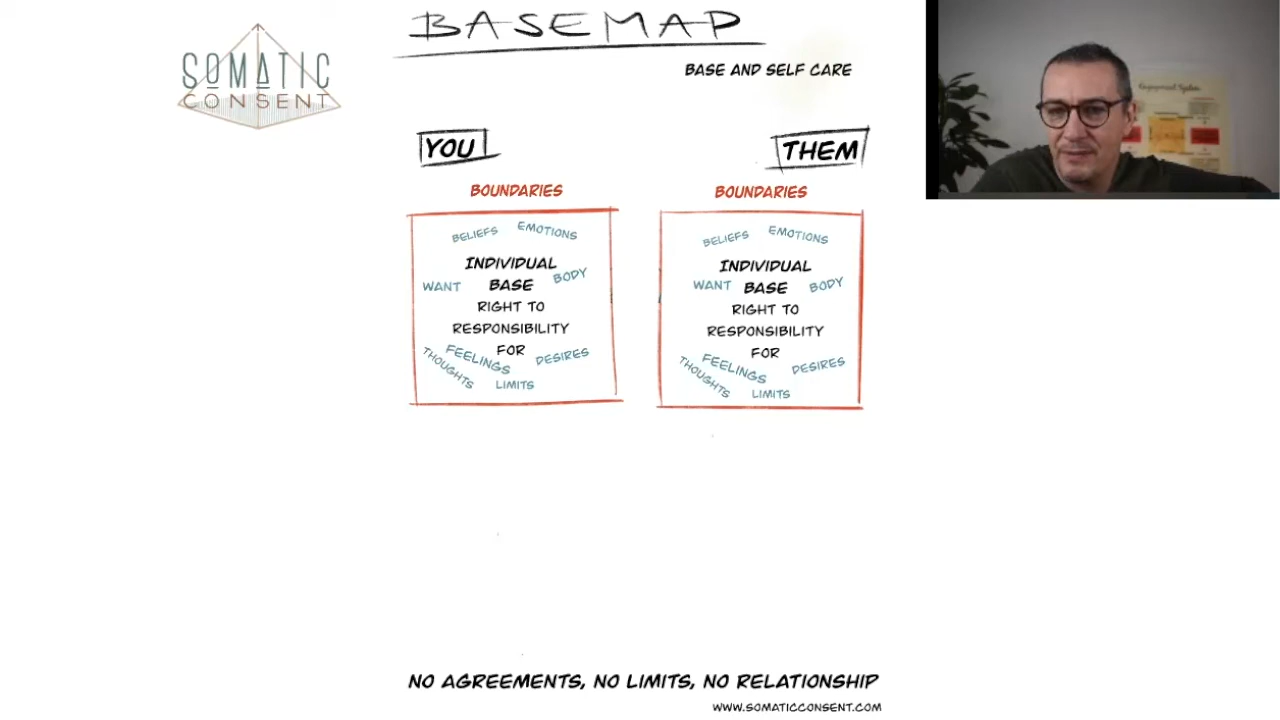 BASEMAP
SOMATIC
CONSENT
BASE AND SELF CARE
YOU
THEM
BOUNDARIES
BELIEFS EMOTIONS
INDIVIDUAL
WANT BASE BODY
RIGHT TO
RESPONSIBILITY
FOR
THOUGHTS FEELINGS DESIRES
LIMITS
BOUNDARIES
BELIEFS EMOTIONS
INDIVIDUAL
WANT BASE BODY
RIGHT TO
RESPONSIBILITY
FOR
THOUGHTS FEELINGS DESIRES
LIMITS
Engagement System
NO AGREEMENTS, NO LIMITS, NO RELATIONSHIP
WWW.SOMATICCONSENT.COM